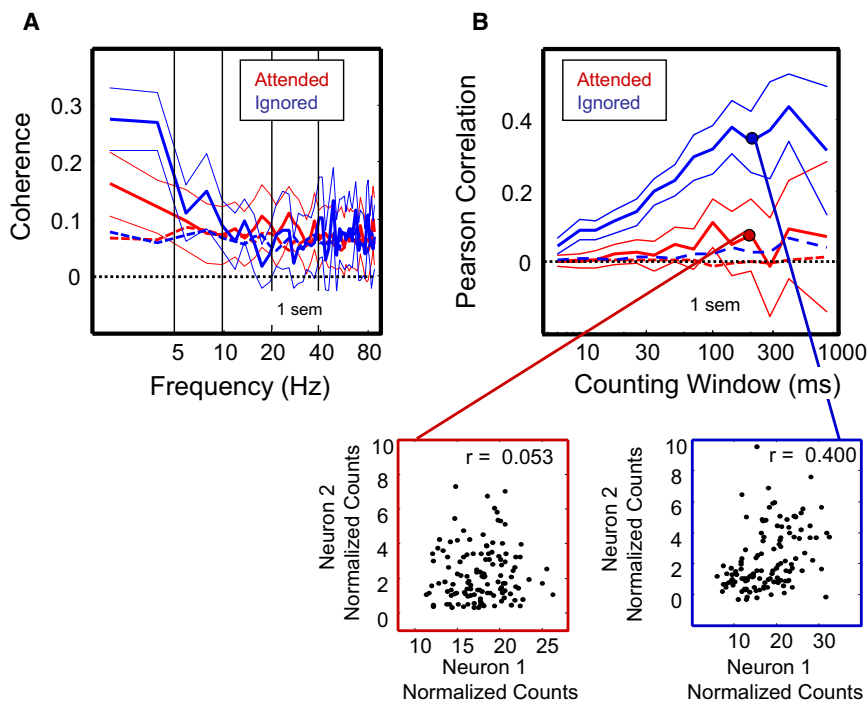 A
Coherence
0.3
0.2
0.1
0
Attended
Ignored
1 sem
5 10 20 40 80
Frequency (Hz)
B
Pearson Correlation
0.4
0.2
0
Attended
Ignored
1 sem
10 30 100 300 1000
Counting Window (ms)
Neuron 2
Normalized Counts
10
8
6
4
2
0
r = 0.053
10 15 20 25
Neuron 1
Normalized Counts
Neuron 2
Normalized Counts
10
8
6
4
2
0
r = 0.400
10 20 30
Neuron 1
Normalized Counts